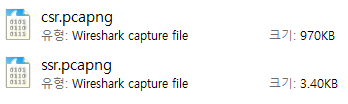 csr.pcapng
유형: Wireshark capture file 크기: 970KB
ssr.pcapng
유형: Wireshark capture file 크기: 3.40KB